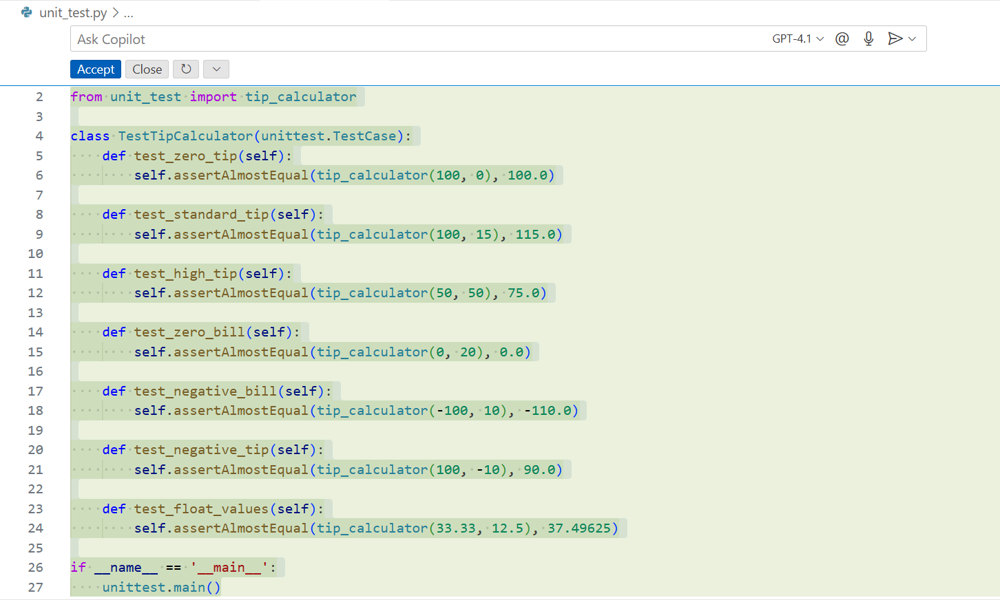 unit_test.py > ...
Ask Copilot
GPT-4.1
Accept Close
2 from unit_test import tip_calculator
3
4 class TestTipCalculator(unittest.TestCase):
5 def test_zero_tip(self):
6 self.assertAlmostEqual(tip_calculator(100, 0), 100.0)
7
8 def test_standard_tip(self):
9 self.assertAlmostEqual(tip_calculator(100, 15), 115.0)
10
11 def test_high_tip(self):
12 self.assertAlmostEqual(tip_calculator(50, 50), 75.0)
13
14 def test_zero_bill(self):
15 self.assertAlmostEqual(tip_calculator(0, 20), 0.0)
16
17 def test_negative_bill(self):
18 self.assertAlmostEqual(tip_calculator(-100, 10), -110.0)
19
20 def test_negative_tip(self):
21 self.assertAlmostEqual(tip_calculator(100, -10), 90.0)
22
23 def test_float_values(self):
24 self.assertAlmostEqual(tip_calculator(33.33, 12.5), 37.49625)
25
26 if __name__ == '__main__':
27 unittest.main()